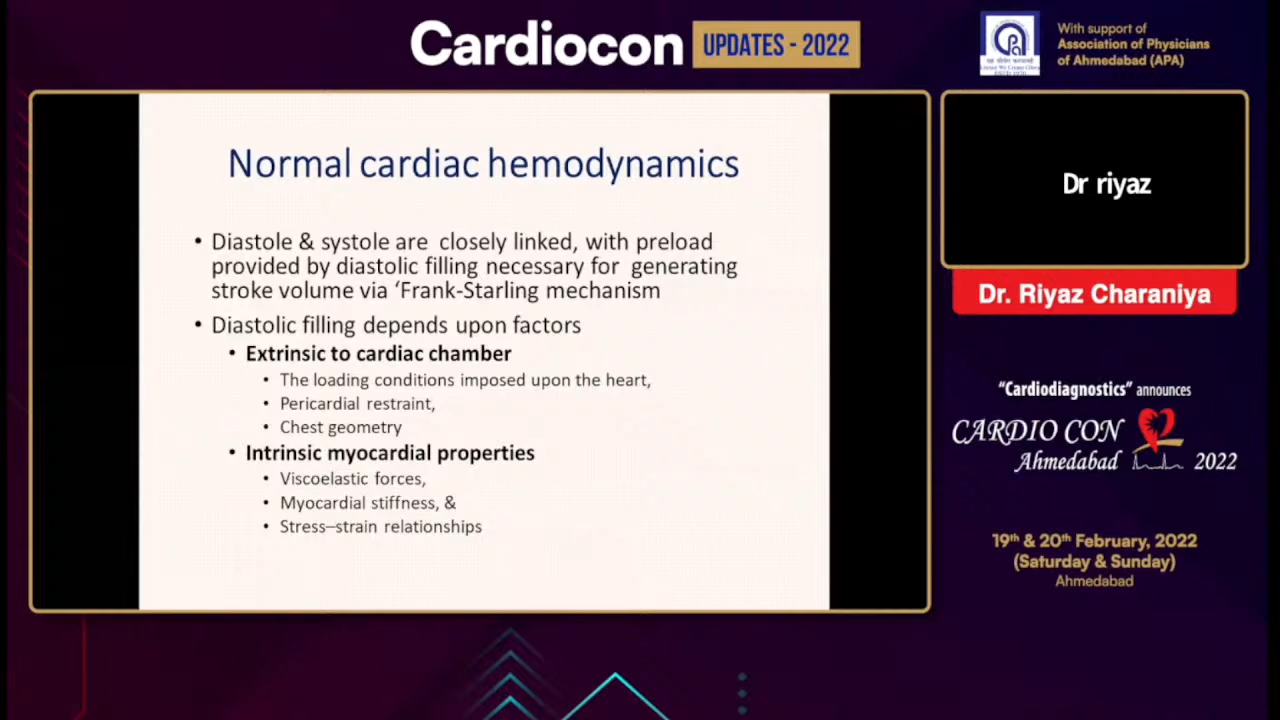 Cardiocon UPDATES - 2022
With support of
Association of Physicians
of Ahmedabad (APA)
Normal cardiac hemodynamics
• Diastole & systole are closely linked, with preload
provided by diastolic filling necessary for generating
stroke volume via ‘Frank-Starling mechanism
• Diastolic filling depends upon factors
• Extrinsic to cardiac chamber
• The loading conditions imposed upon the heart,
• Pericardial restraint,
• Chest geometry
• Intrinsic myocardial properties
• Viscoelastic forces,
• Myocardial stiffness, &
• Stress–strain relationships
Dr riyaz
Dr. Riyaz Charaniya
“Cardiodiagnostics” announces
CARDIO CON
Ahmedabad 2022
19th & 20th February, 2022
(Saturday & Sunday)
Ahmedabad